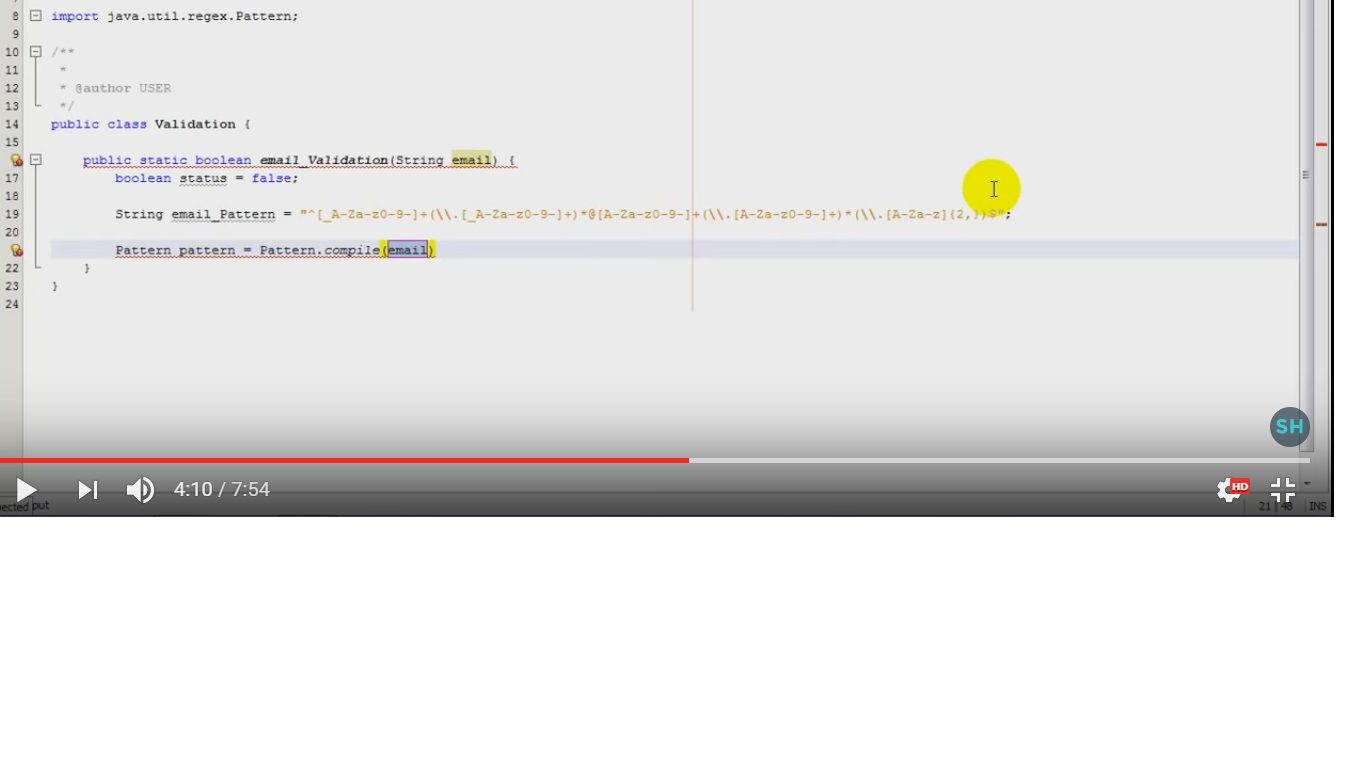 8 import java.util.regex.Pattern;
9
10 /**
11 *
12 * @author USER
13 */
14 public class Validation {
15
public static boolean email_Validation(String email) {
17 boolean status = false;
18
19 String email_Pattern = "^[_A-Za-z0-9-]+(\\.[_A-Za-z0-9-]+)*@[A-Za-z0-9-]+(\\.[A-Za-z0-9-]+)*(\\.[A-Za-z]{2,})$";
20
Pattern pattern = Pattern.compile(email)
22 }
23 }
24
SH
4:10 / 7:54
HD
ected put
21 | 48 INS